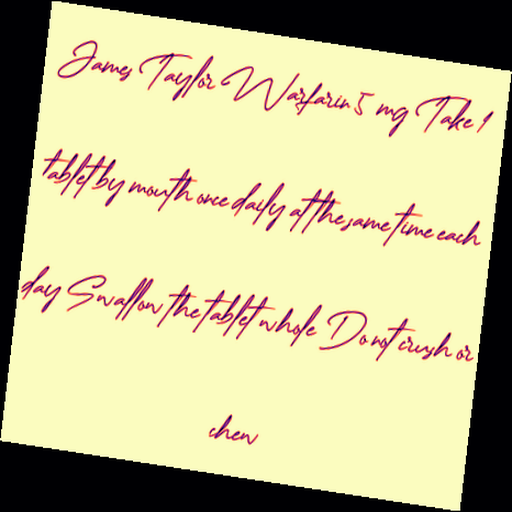 James Taylor Warfarin 5 mg Take 1
tablet by mouth once daily at the same time each
day Swallow the tablet whole Do not crush or
chew